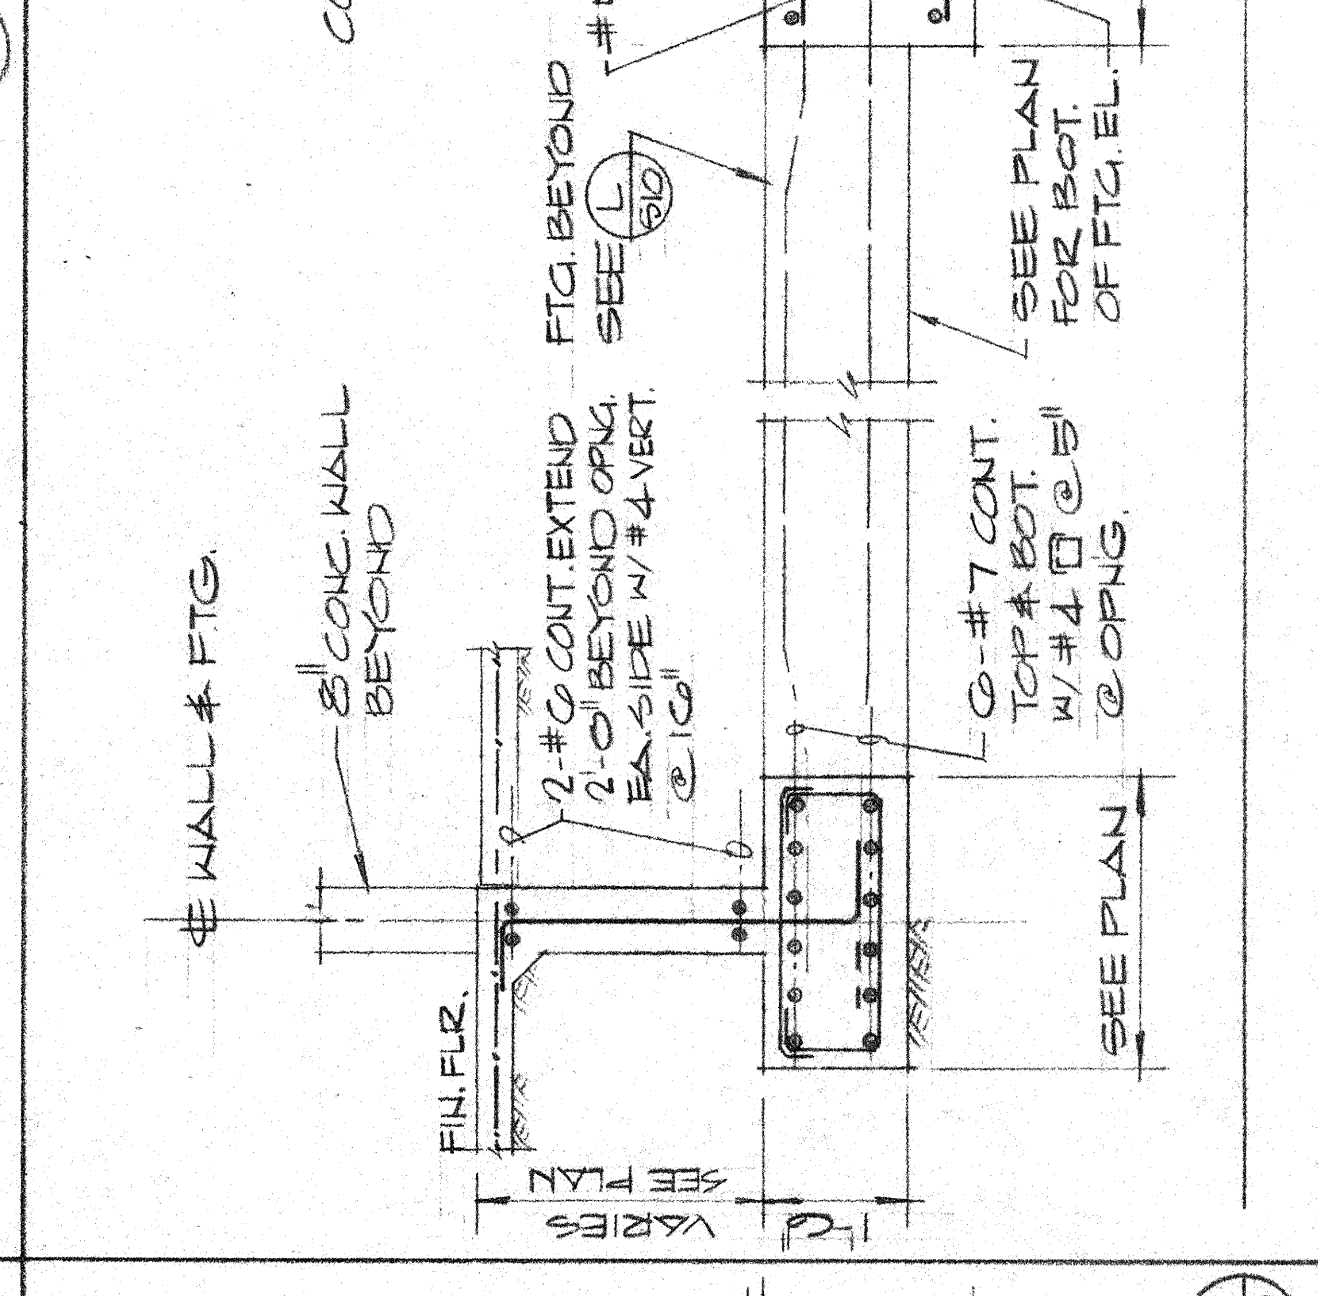 ℄ WALL & FTG.
8" CONC. WALL
BEYOND
FIN. FLR.
2-#6 CONT. EXTEND
2'-0" BEYOND OPNG.
EA. SIDE W/ #4 VERT.
@ 16"
FTG. BEYOND
SEE L
S10
6-#7 CONT.
TOP & BOT.
W/ #4 @ 5"
@ OPNG.
SEE PLAN
FOR BOT.
OF FTG. EL.
SEE PLAN
VARIES
SEE PLAN
1'-6"